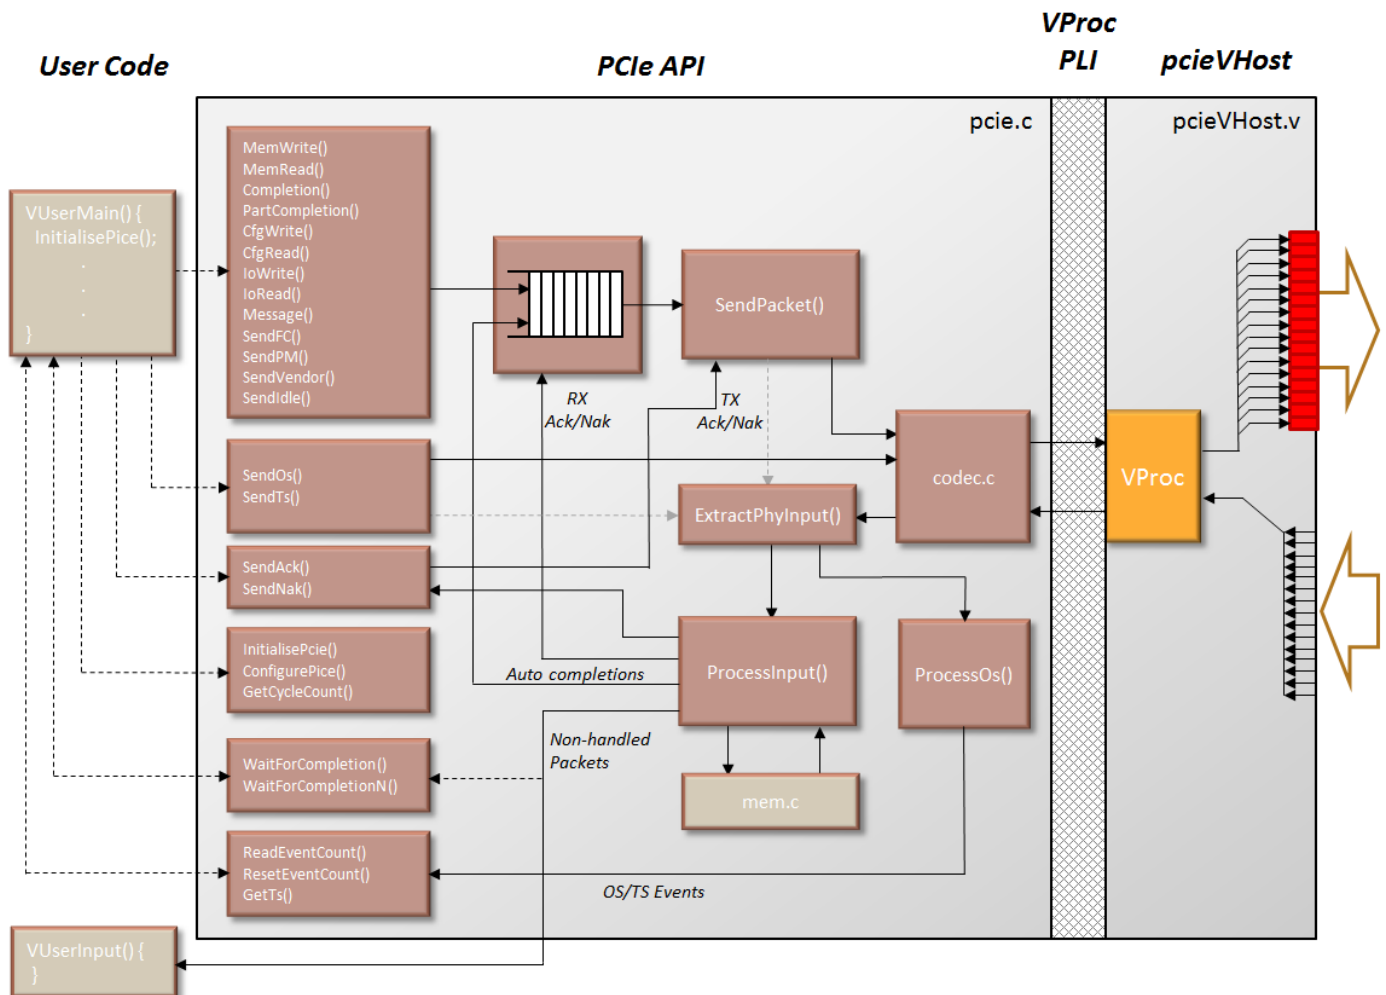 User Code
PCIe API
VProc
PLI
pcieVHost
pcie.c
pcieVHost.v
VUserMain() {
InitialisePice();
.
.
.
}
MemWrite()
MemRead()
Completion()
PartCompletion()
CfgWrite()
CfgRead()
IoWrite()
IoRead()
Message()
SendFC()
SendPM()
SendVendor()
SendIdle()
SendPacket()
RX
Ack/Nak
TX
Ack/Nak
SendOs()
SendTs()
codec.c
VProc
ExtractPhyInput()
SendAck()
SendNak()
InitialisePcie()
ConfigurePice()
GetCycleCount()
Auto completions
ProcessInput()
ProcessOs()
Non-handled
Packets
WaitForCompletion()
WaitForCompletionN()
mem.c
ReadEventCount()
ResetEventCount()
GetTs()
OS/TS Events
VUserInput() {
}